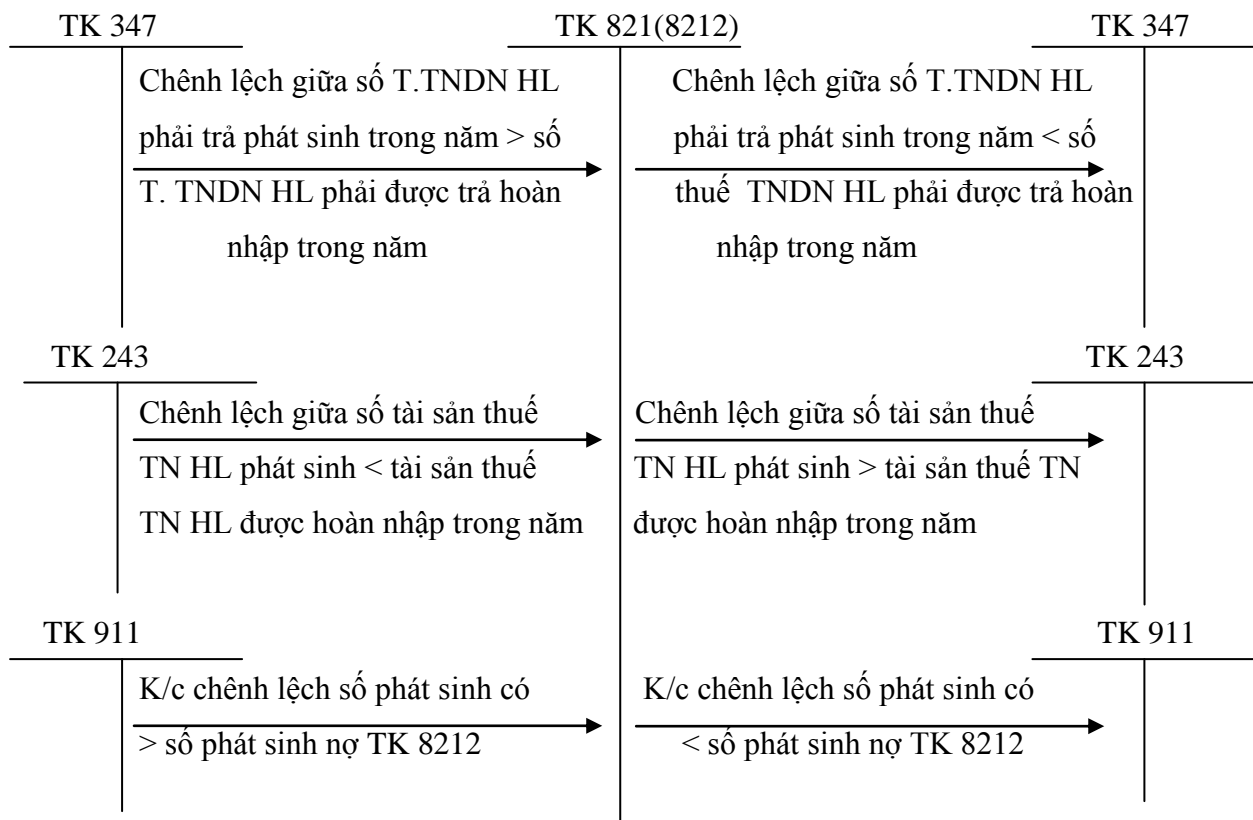 TK 347
TK 821(8212)
TK 347
Chênh lệch giữa số T.TNDN HL
phải trả phát sinh trong năm > số
T. TNDN HL phải được trả hoàn
nhập trong năm
Chênh lệch giữa số T.TNDN HL
phải trả phát sinh trong năm < số
thuế TNDN HL phải được trả hoàn
nhập trong năm
TK 243
TK 243
Chênh lệch giữa số tài sản thuế
TN HL phát sinh < tài sản thuế
TN HL được hoàn nhập trong năm
Chênh lệch giữa số tài sản thuế
TN HL phát sinh > tài sản thuế TN
được hoàn nhập trong năm
TK 911
TK 911
K/c chênh lệch số phát sinh có
> số phát sinh nợ TK 8212
K/c chênh lệch số phát sinh có
< số phát sinh nợ TK 8212